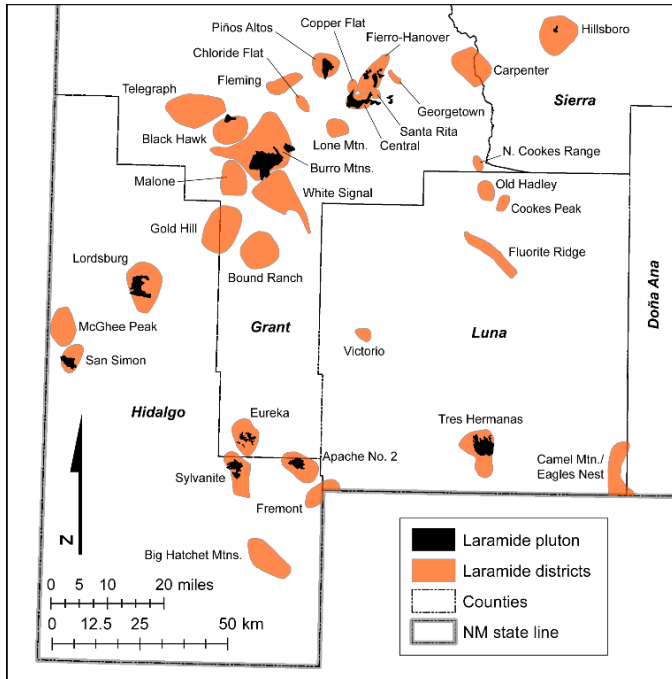 Copper Flat
Piños Altos
Fierro-Hanover
Hillsboro
Chloride Flat
Fleming
Telegraph
Carpenter
Sierra
Georgetown
Santa Rita
Black Hawk
Lone Mtn.
Central
N. Cookes Range
Burro Mtns.
Malone
White Signal
Old Hadley
Cookes Peak
Gold Hill
Fluorite Ridge
Lordsburg
Bound Ranch
Doña Ana
McGhee Peak
Grant
Luna
San Simon
Victorio
Hidalgo
Eureka
Tres Hermanas
Apache No. 2
Camel Mtn./
Eagles Nest
Sylvanite
Fremont
N
Big Hatchet Mtns.
0 5 10 20 miles
0 12.5 25 50 km
Laramide pluton
Laramide districts
Counties
NM state line